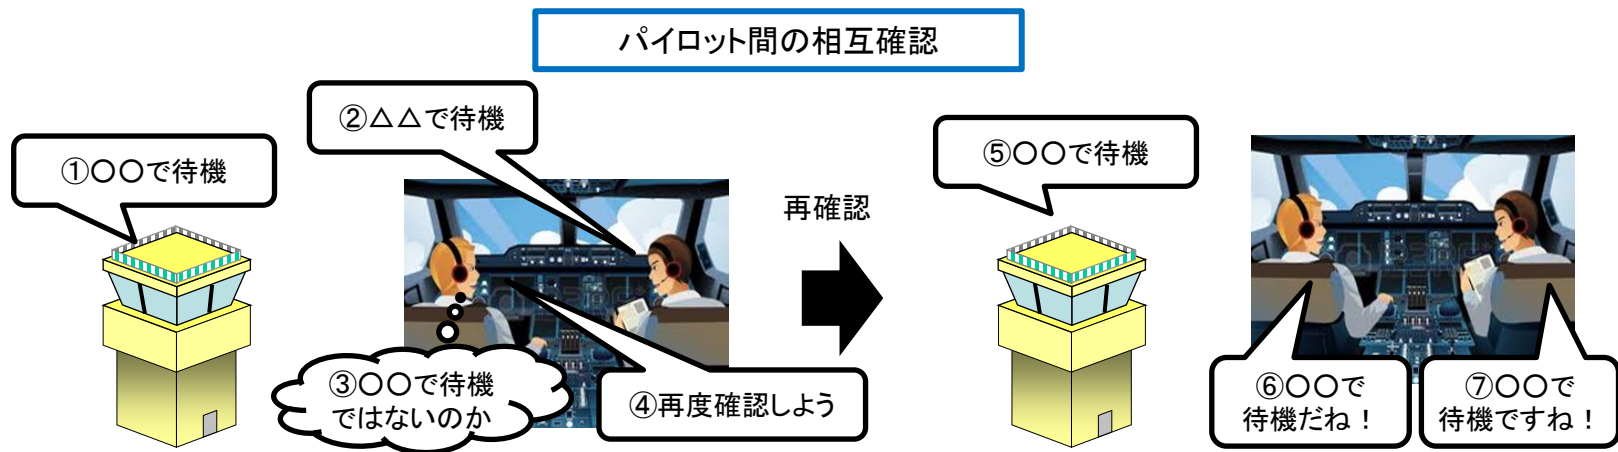 パイロット間の相互確認
①〇〇で待機
②△△で待機
③〇〇で待機
ではないのか
④再度確認しよう
再確認
⑤〇〇で待機
⑥〇〇で
待機だね！
⑦〇〇で
待機ですね！